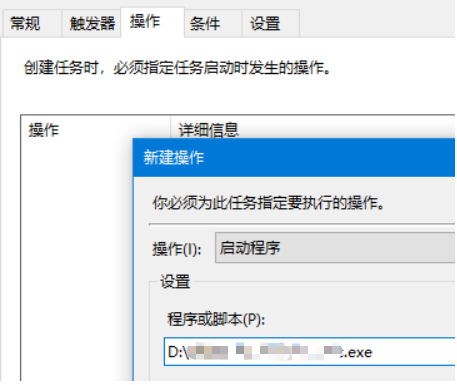 常规 触发器 操作 条件 设置
创建任务时，必须指定任务启动时发生的操作。
操作 详细信息
新建操作
你必须为此任务指定要执行的操作。
操作(I): 启动程序
设置
程序或脚本(P):
D:\ .exe